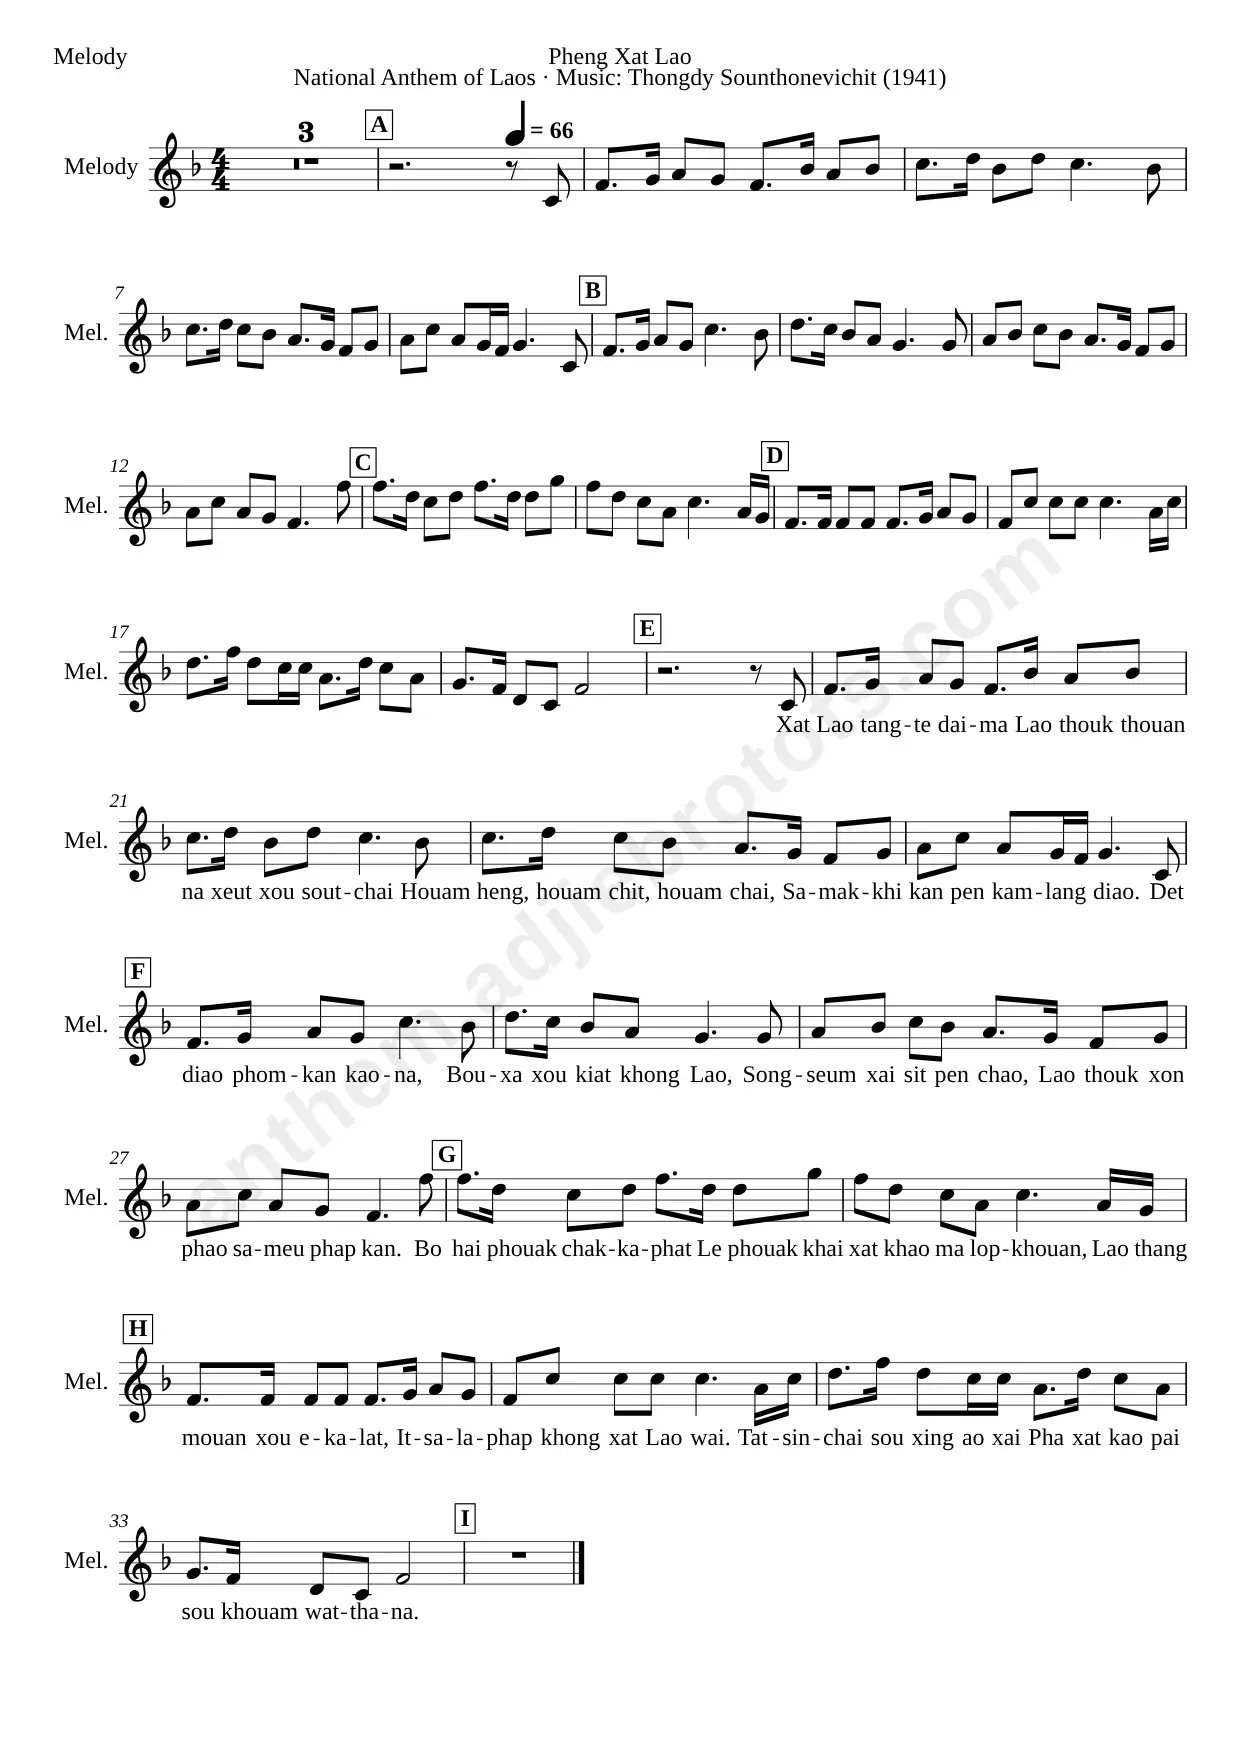 Melody
Pheng Xat Lao
National Anthem of Laos · Music: Thongdy Sounthonevichit (1941)
3
A
= 66
Melody
4
4
7
B
Mel.
12
C
D
Mel.
17
E
Mel.
Xat Lao tang-te dai-ma Lao thouk thouan
21
Mel.
na xeut xou sout-chai Houam heng, houam chit, houam chai, Sa-mak-khi kan pen kam-lang diao. Det
F
Mel.
diao phom-kan kao-na, Bou-xa xou kiat khong Lao, Song-seum xai sit pen chao, Lao thouk xon
27
G
Mel.
phao sa-meu phap kan. Bo hai phouak chak-ka-phat Le phouak khai xat khao ma lop-khouan, Lao thang
H
Mel.
mouan xou e-ka-lat, It-sa-la-phap khong xat Lao wai. Tat-sin-chai sou xing ao xai Pha xat kao pai
33
I
Mel.
sou khouam wat-tha-na.
anthem.adjiebrotots.com